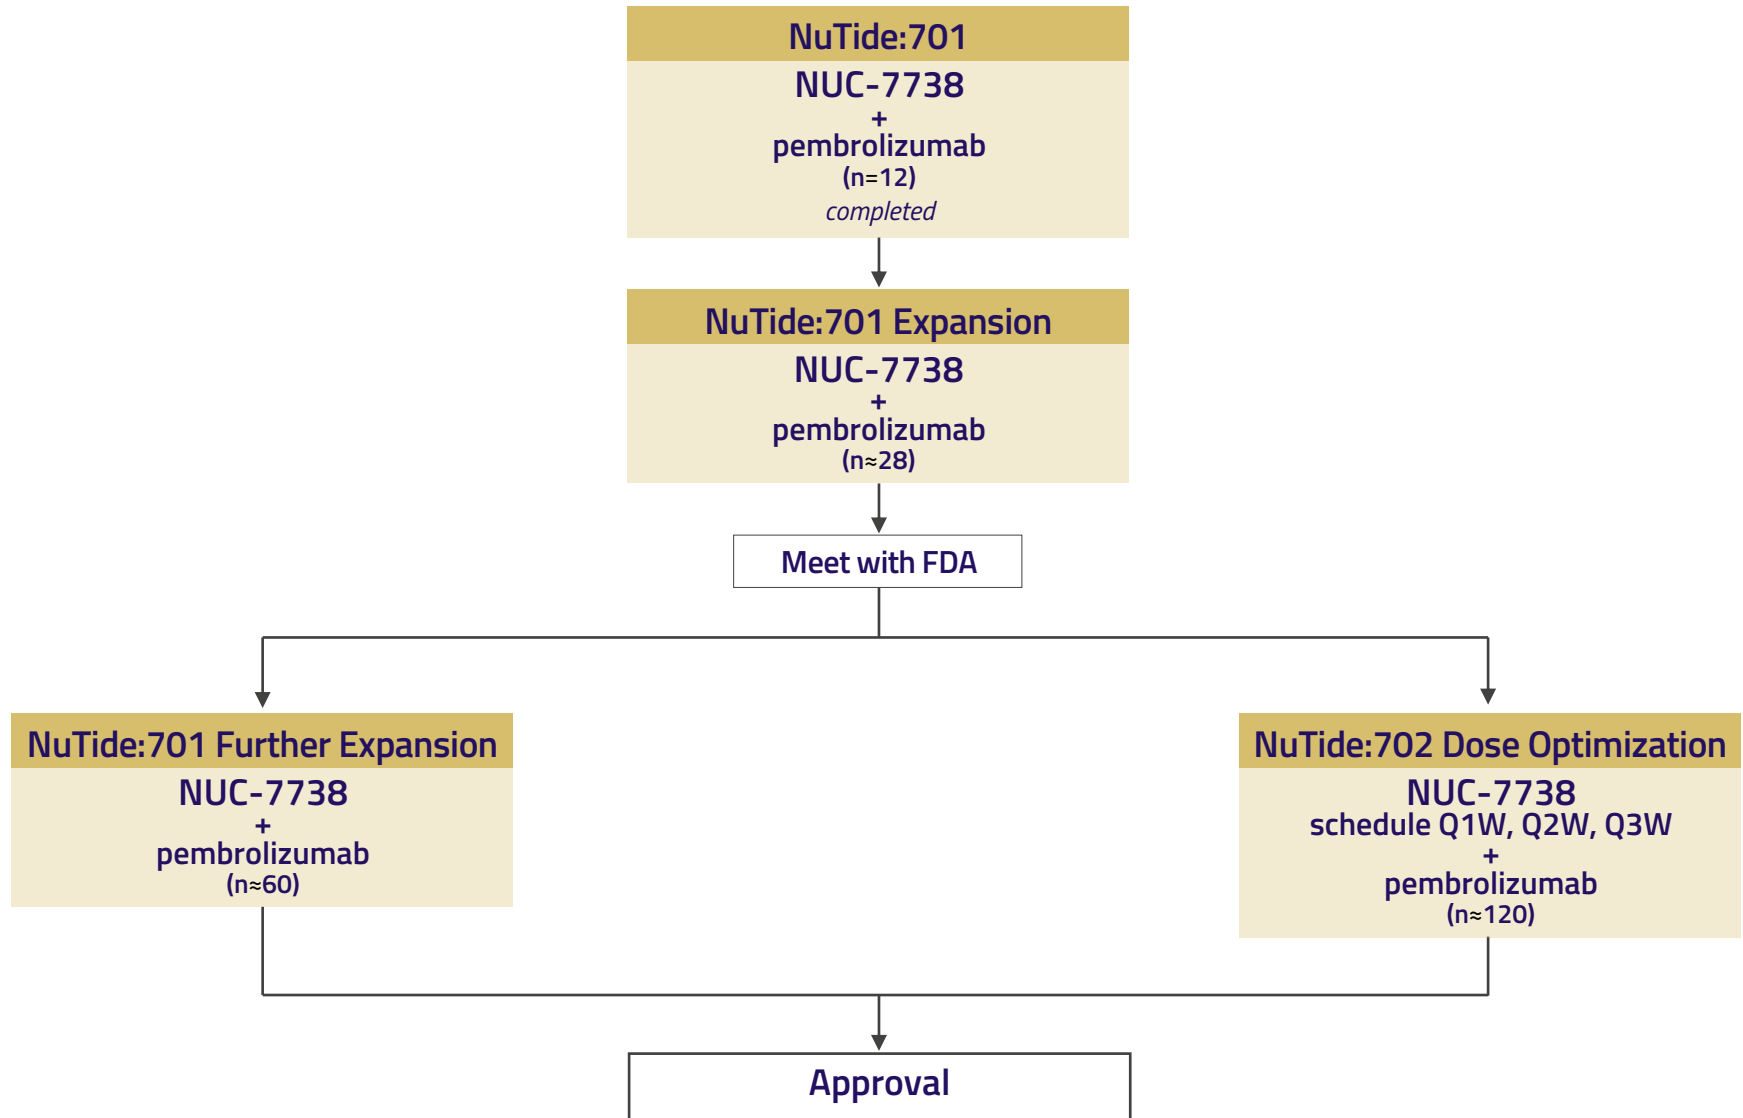 NuTide:701
NUC-7738
+
pembrolizumab
(n=12)
completed
NuTide:701 Expansion
NUC-7738
+
pembrolizumab
(n≈28)
Meet with FDA
NuTide:701 Further Expansion
NUC-7738
+
pembrolizumab
(n≈60)
NuTide:702 Dose Optimization
NUC-7738
schedule Q1W, Q2W, Q3W
+
pembrolizumab
(n≈120)
Approval